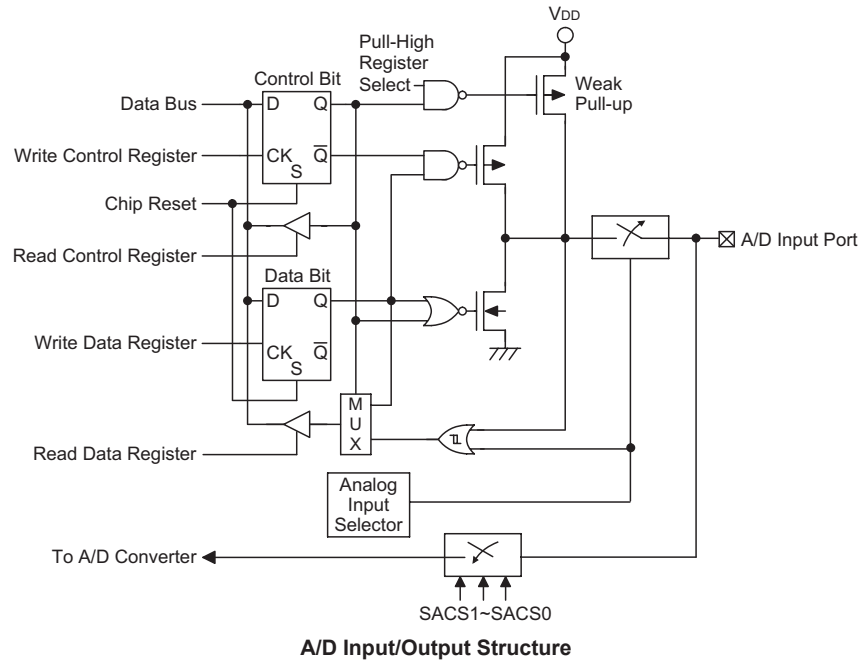 VDD
Pull-High
Register
Select
Weak
Pull-up
Control Bit
Data Bus
D
Q
Write Control Register
CK
Q̅
S
Chip Reset
Read Control Register
Data Bit
D
Q
A/D Input Port
Write Data Register
CK
Q̅
S
M
U
X
Read Data Register
Analog
Input
Selector
To A/D Converter
SACS1~SACS0
A/D Input/Output Structure